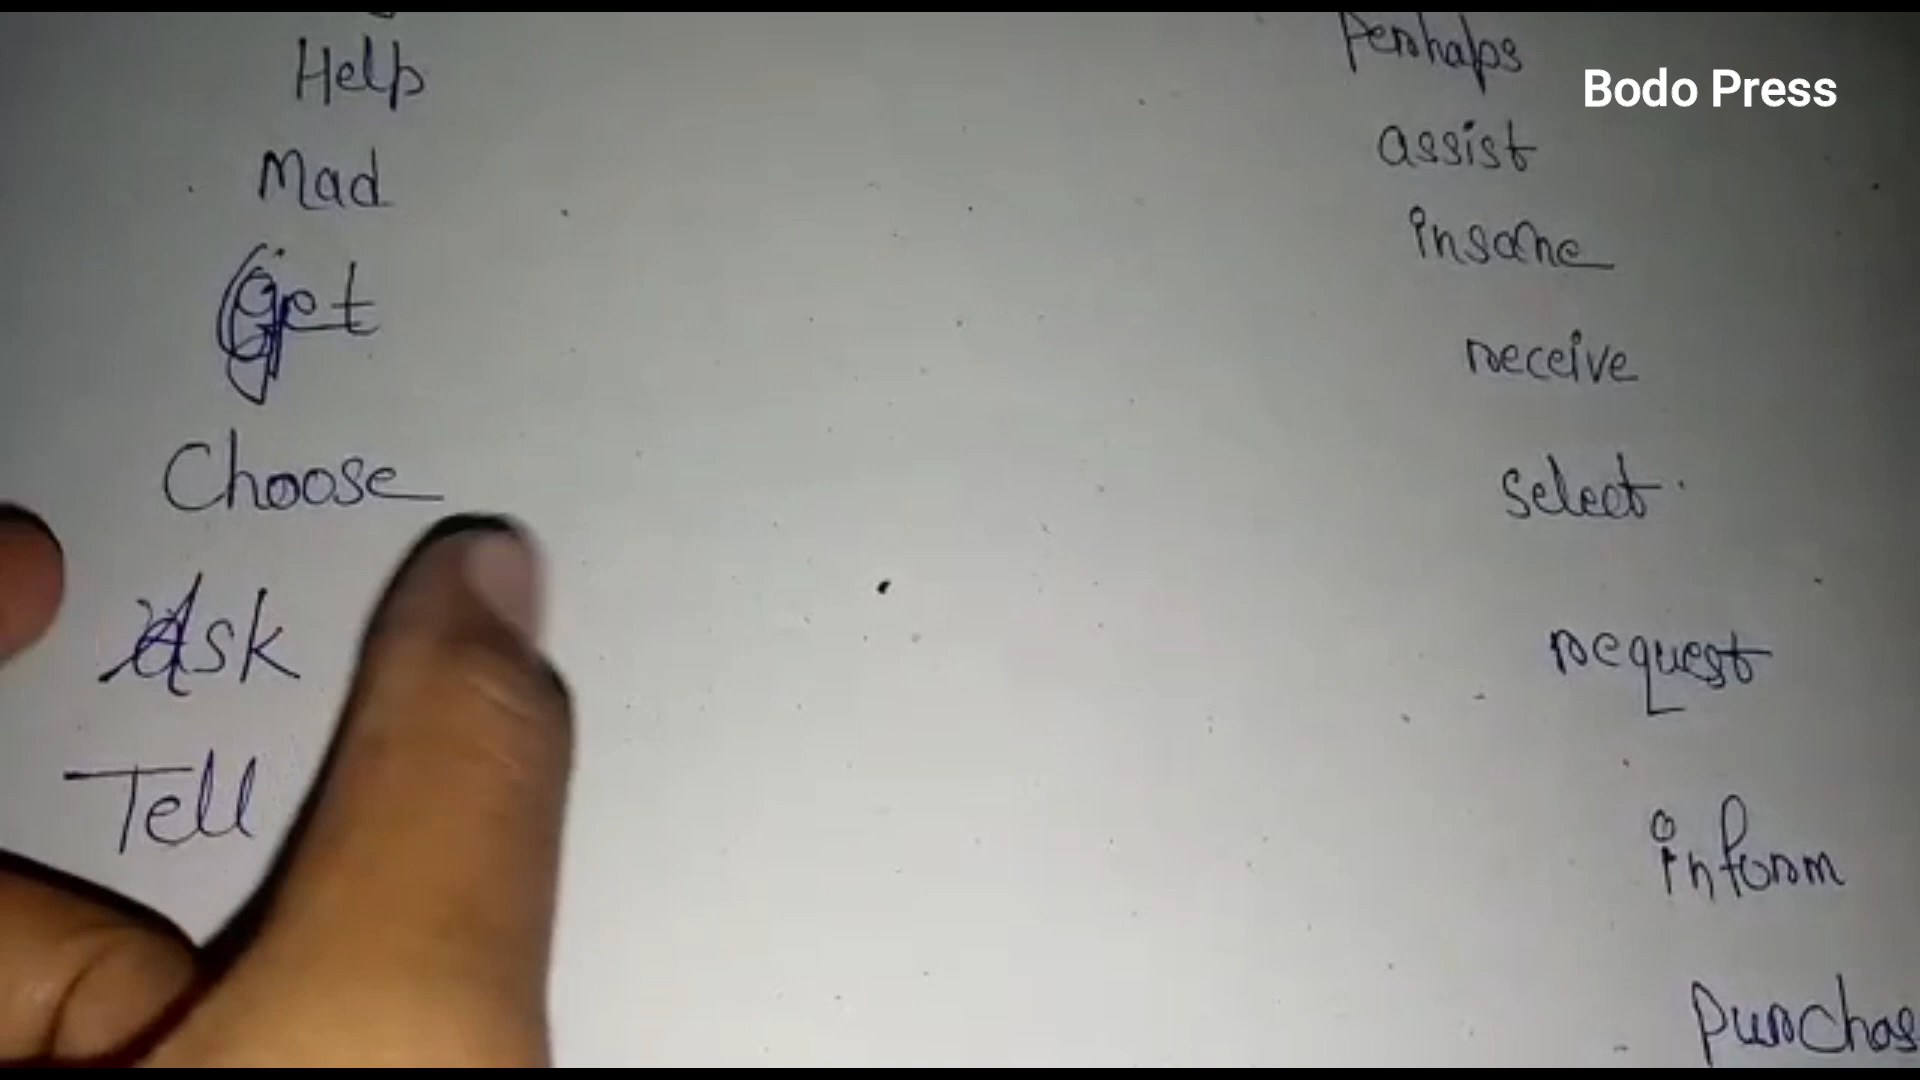 Perhaps
Bodo Press
Help
assist
Mad
insane
Get
receive
Choose
select
Ask
request
Tell
inform
Purchas